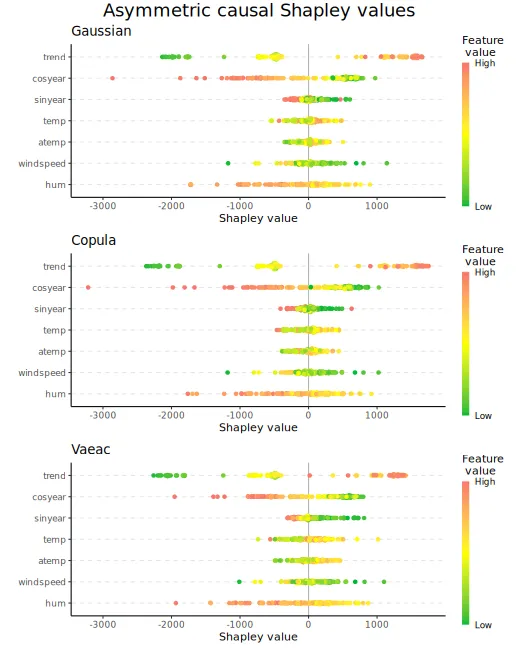 Asymmetric causal Shapley values
Gaussian
trend
cosyear
sinyear
temp
atemp
windspeed
hum
-3000 -2000 -1000 0 1000
Shapley value
Feature
value
High
Low
Copula
trend
cosyear
sinyear
temp
atemp
windspeed
hum
-3000 -2000 -1000 0 1000
Shapley value
Feature
value
High
Low
Vaeac
trend
cosyear
sinyear
temp
atemp
windspeed
hum
-3000 -2000 -1000 0 1000
Shapley value
Feature
value
High
Low